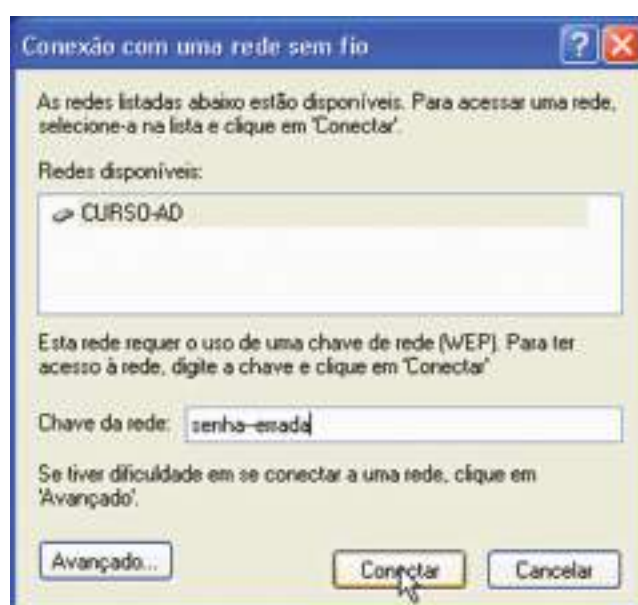 Conexão com uma rede sem fio
As redes listadas abaixo estão disponíveis. Para acessar uma rede,
selecione-a na lista e clique em 'Conectar'.
Redes disponíveis:
CURSO-AD
Esta rede requer o uso de uma chave de rede (WEP). Para ter
acesso à rede, digite a chave e clique em 'Conectar'
Chave da rede: senha-errada
Se tiver dificuldade em se conectar a uma rede, clique em
'Avançado'.
Avançado... Conectar Cancelar